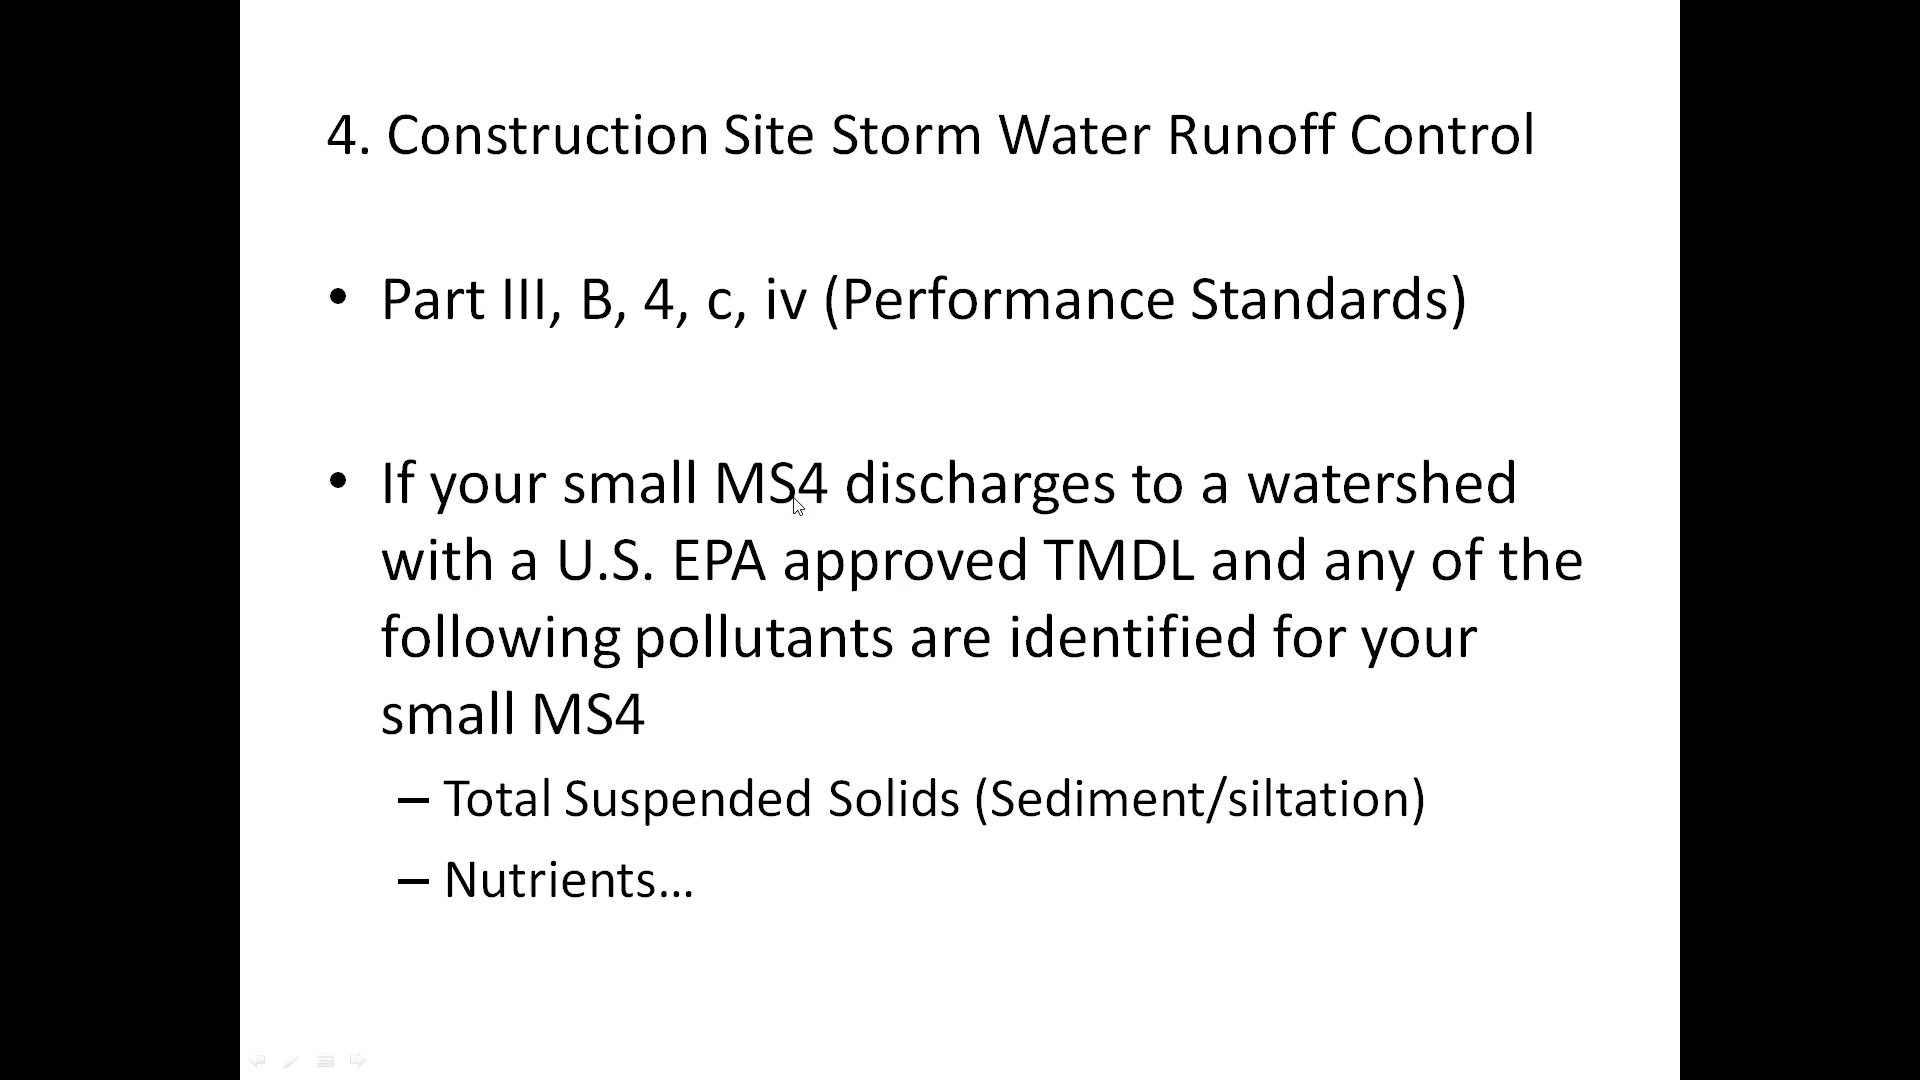 4. Construction Site Storm Water Runoff Control
• Part III, B, 4, c, iv (Performance Standards)
• If your small MS4 discharges to a watershed
with a U.S. EPA approved TMDL and any of the
following pollutants are identified for your
small MS4
– Total Suspended Solids (Sediment/siltation)
– Nutrients…